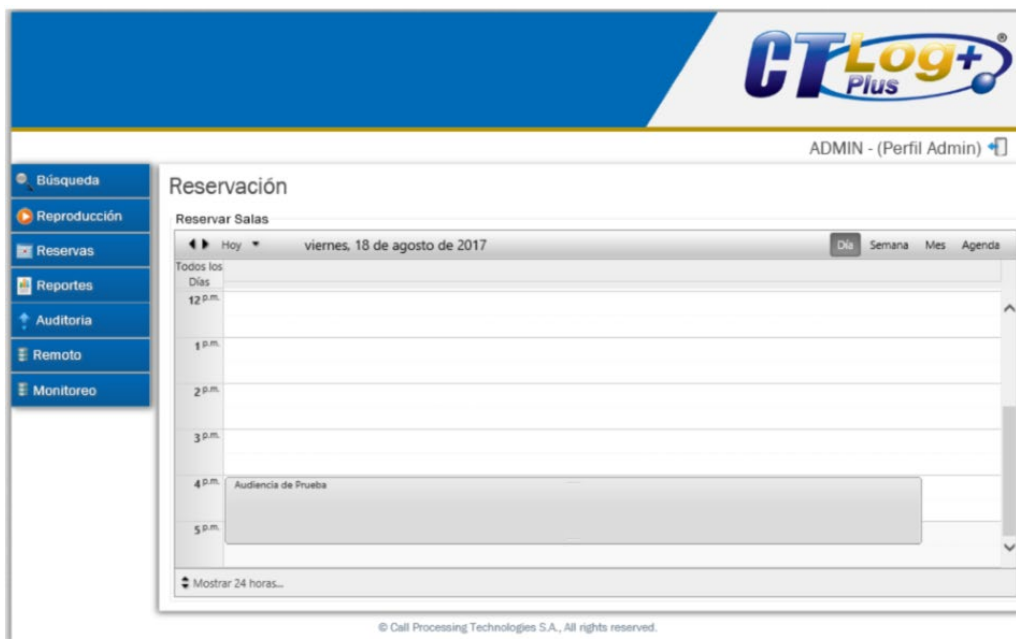 CTLog+ ®
Plus
ADMIN - (Perfil Admin)
Búsqueda
Reproducción
Reservas
Reportes
Auditoria
Remoto
Monitoreo
Reservación
Reservar Salas
Hoy viernes, 18 de agosto de 2017 Día Semana Mes Agenda
Todos los
Días
12 p.m.
1 p.m.
2 p.m.
3 p.m.
4 p.m. Audiencia de Prueba
5 p.m.
Mostrar 24 horas...
© Call Processing Technologies S.A., All rights reserved.